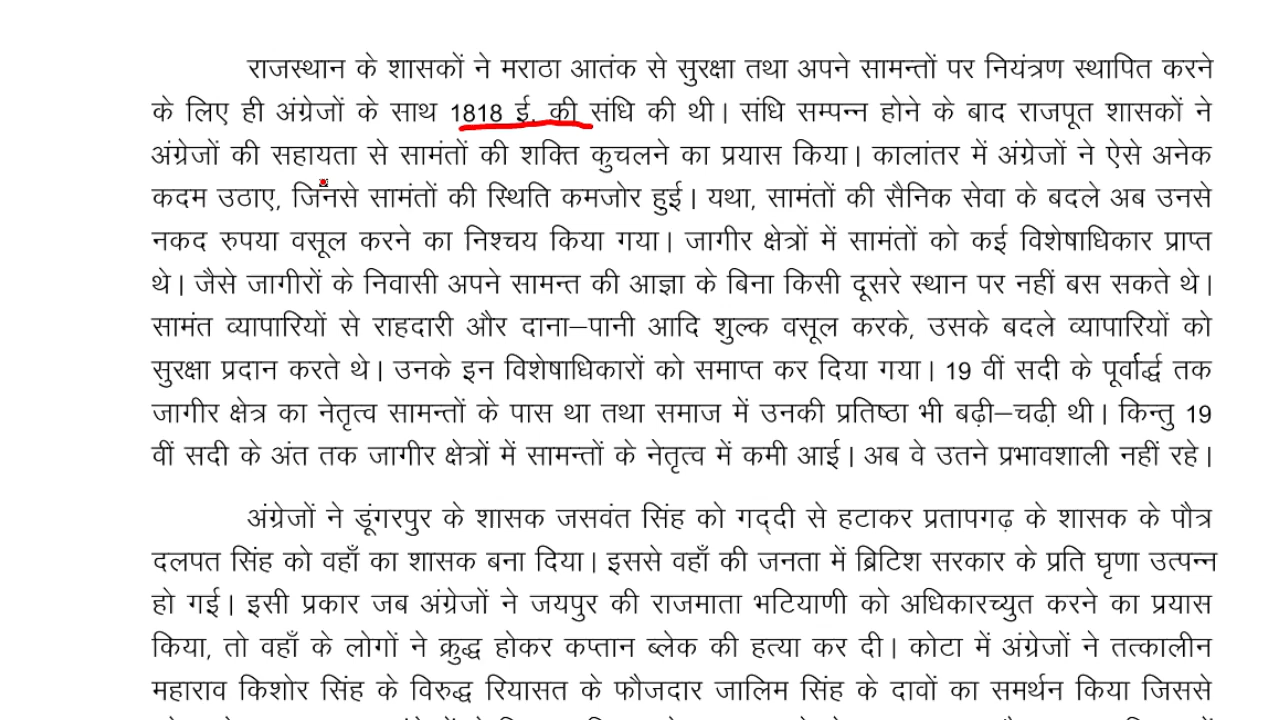 राजस्थान के शासकों ने मराठा आतंक से सुरक्षा तथा अपने सामन्तों पर नियंत्रण स्थापित करने
के लिए ही अंग्रेजों के साथ 1818 ई. की संधि की थी। संधि सम्पन्न होने के बाद राजपूत शासकों ने
अंग्रेजों की सहायता से सामंतों की शक्ति कुचलने का प्रयास किया। कालांतर में अंग्रेजों ने ऐसे अनेक
कदम उठाए, जिनसे सामंतों की स्थिति कमजोर हुई। यथा, सामंतों की सैनिक सेवा के बदले अब उनसे
नकद रुपया वसूल करने का निश्चय किया गया। जागीर क्षेत्रों में सामंतों को कई विशेषाधिकार प्राप्त
थे। जैसे जागीरों के निवासी अपने सामन्त की आज्ञा के बिना किसी दूसरे स्थान पर नहीं बस सकते थे।
सामंत व्यापारियों से राहदारी और दाना–पानी आदि शुल्क वसूल करके, उसके बदले व्यापारियों को
सुरक्षा प्रदान करते थे। उनके इन विशेषाधिकारों को समाप्त कर दिया गया। 19 वीं सदी के पूर्वार्द्ध तक
जागीर क्षेत्र का नेतृत्व सामन्तों के पास था तथा समाज में उनकी प्रतिष्ठा भी बढ़ी–चढ़ी थी। किन्तु 19
वीं सदी के अंत तक जागीर क्षेत्रों में सामन्तों के नेतृत्व में कमी आई। अब वे उतने प्रभावशाली नहीं रहे।
अंग्रेजों ने डूंगरपुर के शासक जसवंत सिंह को गद्दी से हटाकर प्रतापगढ़ के शासक के पौत्र
दलपत सिंह को वहाँ का शासक बना दिया। इससे वहाँ की जनता में ब्रिटिश सरकार के प्रति घृणा उत्पन्न
हो गई। इसी प्रकार जब अंग्रेजों ने जयपुर की राजमाता भटियाणी को अधिकारच्युत करने का प्रयास
किया, तो वहाँ के लोगों ने क्रुद्ध होकर कप्तान ब्लेक की हत्या कर दी। कोटा में अंग्रेजों ने तत्कालीन
महाराव किशोर सिंह के विरुद्ध रियासत के फौजदार जालिम सिंह के दावों का समर्थन किया जिससे